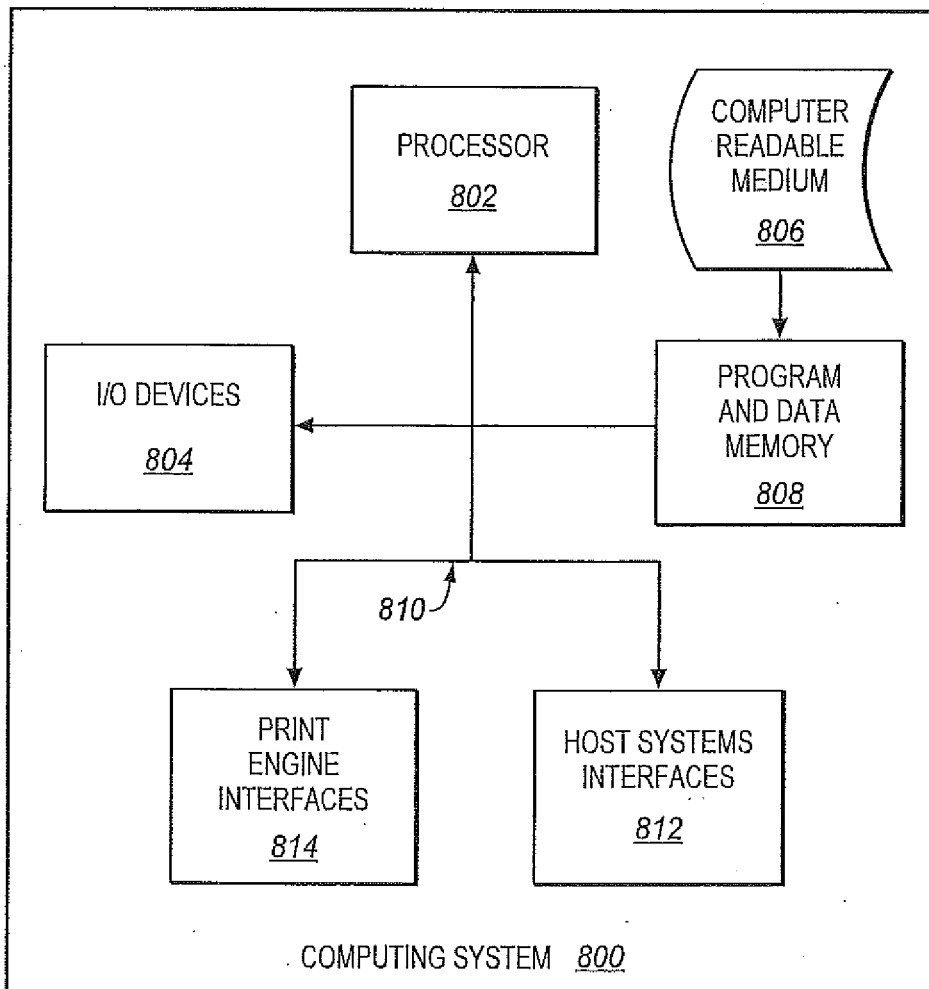 PROCESSOR
802
COMPUTER
READABLE
MEDIUM
806
I/O DEVICES
804
PROGRAM
AND DATA
MEMORY
808
810
PRINT
ENGINE
INTERFACES
814
HOST SYSTEMS
INTERFACES
812
COMPUTING SYSTEM 800